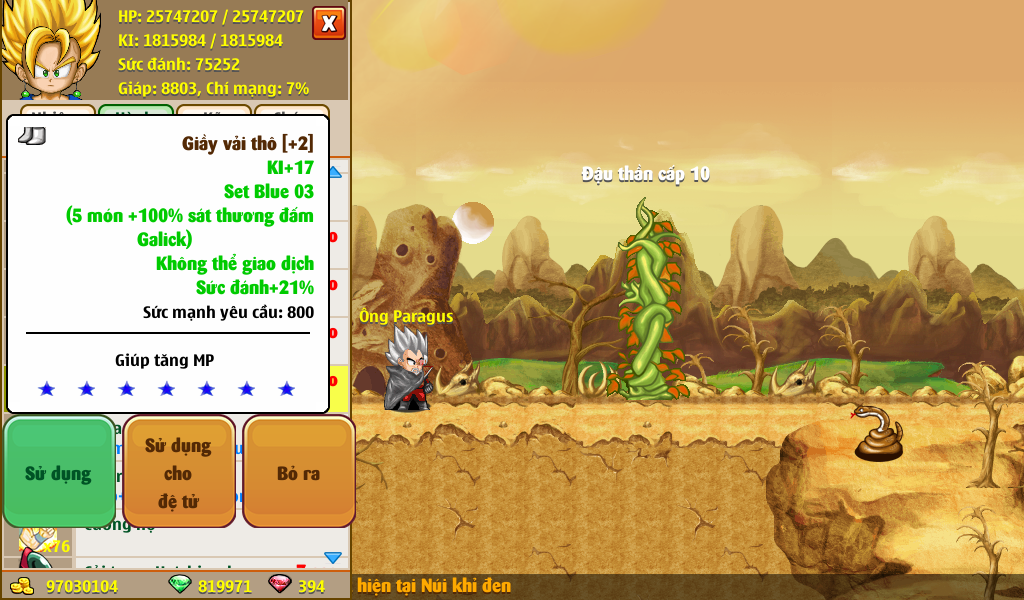 HP: 25747207 / 25747207
KI: 1815984 / 1815984
Sức đánh: 75252
Giáp: 8803, Chí mạng: 7%
X
Giầy vải thô [+2]
KI+17
Set Blue 03
(5 món +100% sát thương đấm
Galick)
Không thể giao dịch
Sức đánh+21%
Sức mạnh yêu cầu: 800
Giúp tăng MP
Sử dụng
Sử dụng
cho
đệ tử
Bỏ ra
x76
97030104
819971
394
Đậu thần cấp 10
Ông Paragus
hiện tại Núi khỉ đen